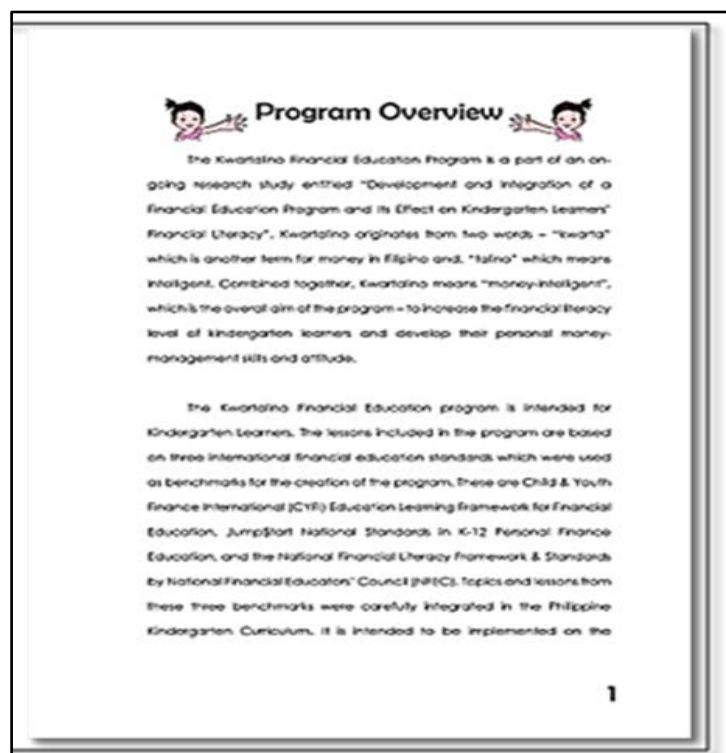 Program Overview
The Kwartalino Financial Education Program is a part of an on-
going research study entitled "Development and Integration of a
Financial Education Program and Its Effect on Kindergarten Learners'
Financial Literacy". Kwartalino originates from two words – "kwarta"
which is another term for money in Filipino and, "talino" which means
intelligent. Combined together, Kwartalino means "money-intelligent",
which is the overall aim of the program – to increase the financial literacy
level of kindergarten learners and develop their personal money-
management skills and attitude.
The Kwartalino Financial Education program is intended for
Kindergarten Learners. The lessons included in the program are based
on three international financial education standards which were used
as benchmarks for the creation of the program. These are Child & Youth
Finance International (CYFI) Education Learning Framework for Financial
Education, Jump$tart National Standards in K-12 Personal Finance
Education, and the National Financial Literacy Framework & Standards
by National Financial Educators' Council (NFEC). Topics and lessons from
these three benchmarks were carefully integrated in the Philippine
Kindergarten Curriculum. It is intended to be implemented on the
1